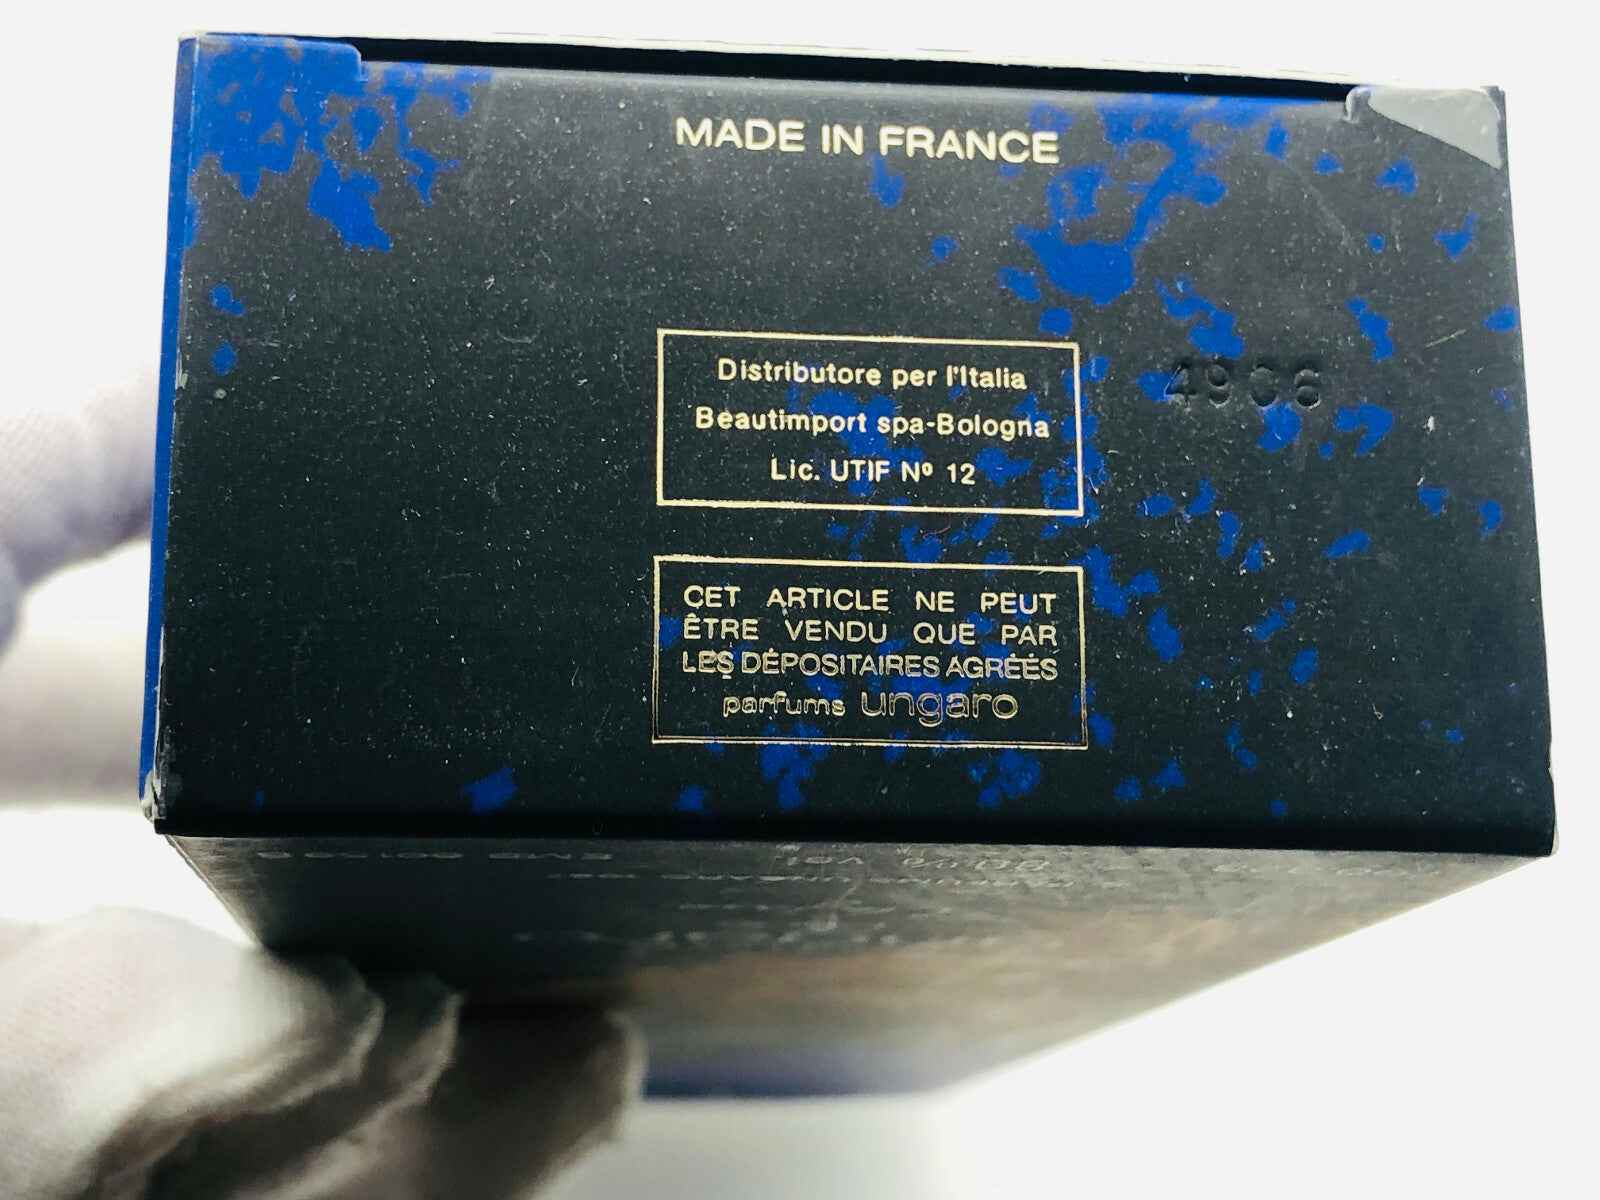 MADE IN FRANCE
Distributore per l'Italia
Beautimport spa-Bologna
Lic. UTIF Nº 12
4906
CET ARTICLE NE PEUT
ÊTRE VENDU QUE PAR
LES DÉPOSITAIRES AGRÉÉS
parfums ungaro